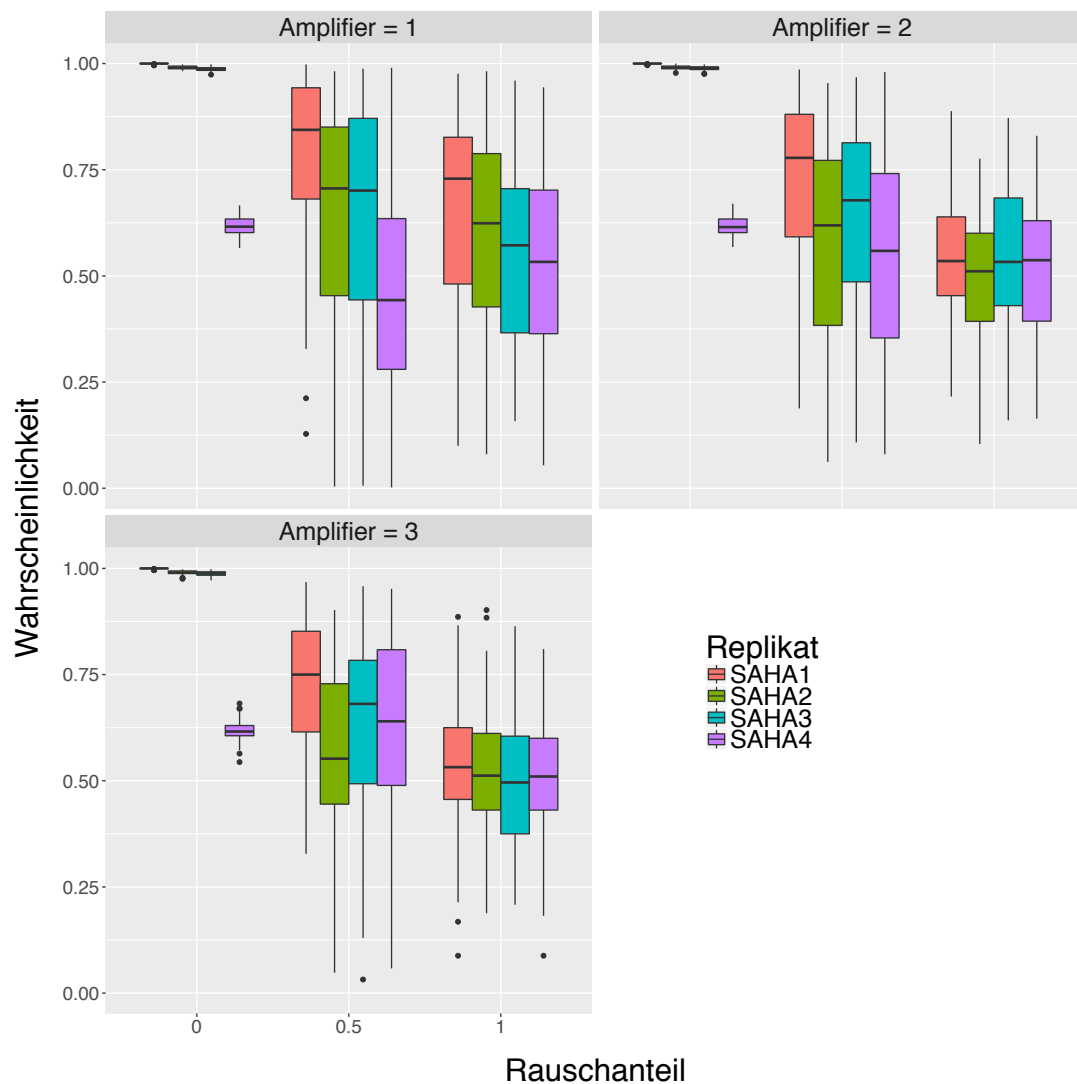 Amplifier = 1
Amplifier = 2
1.00
0.75
0.50
0.25
0.00
Amplifier = 3
1.00
0.75
0.50
0.25
0.00
0
0.5
1
Wahrscheinlichkeit
Rauschanteil
Replikat
SAHA1
SAHA2
SAHA3
SAHA4